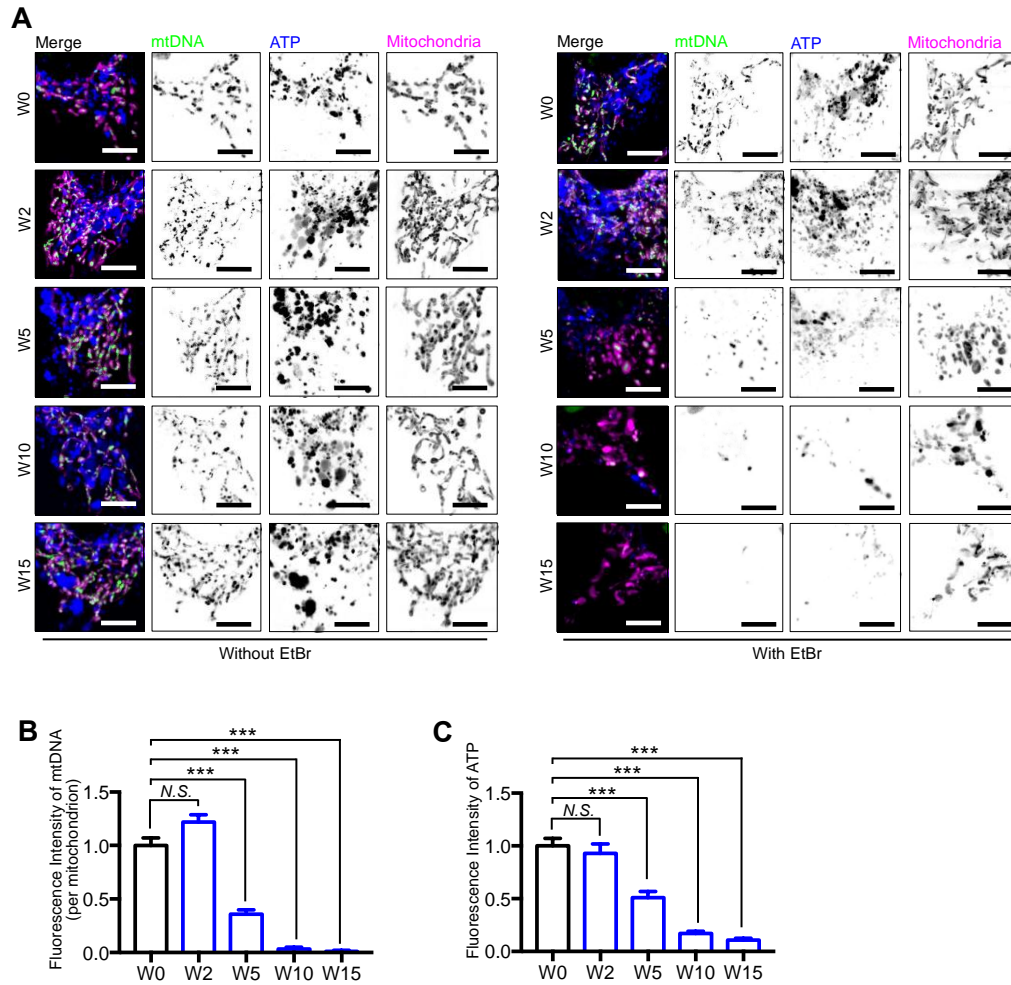 A
Merge mtDNA ATP Mitochondria
Merge mtDNA ATP Mitochondria
W0
W2
W5
W10
W15
W0
W2
W5
W10
W15
Without EtBr
With EtBr
B
Fluorescence Intensity of mtDNA
(per mitochondrion)
***
***
***
N.S.
1.5
1.0
0.5
0.0
W0 W2 W5 W10 W15
C
Fluorescence Intensity of ATP
***
***
***
N.S.
1.5
1.0
0.5
0.0
W0 W2 W5 W10 W15